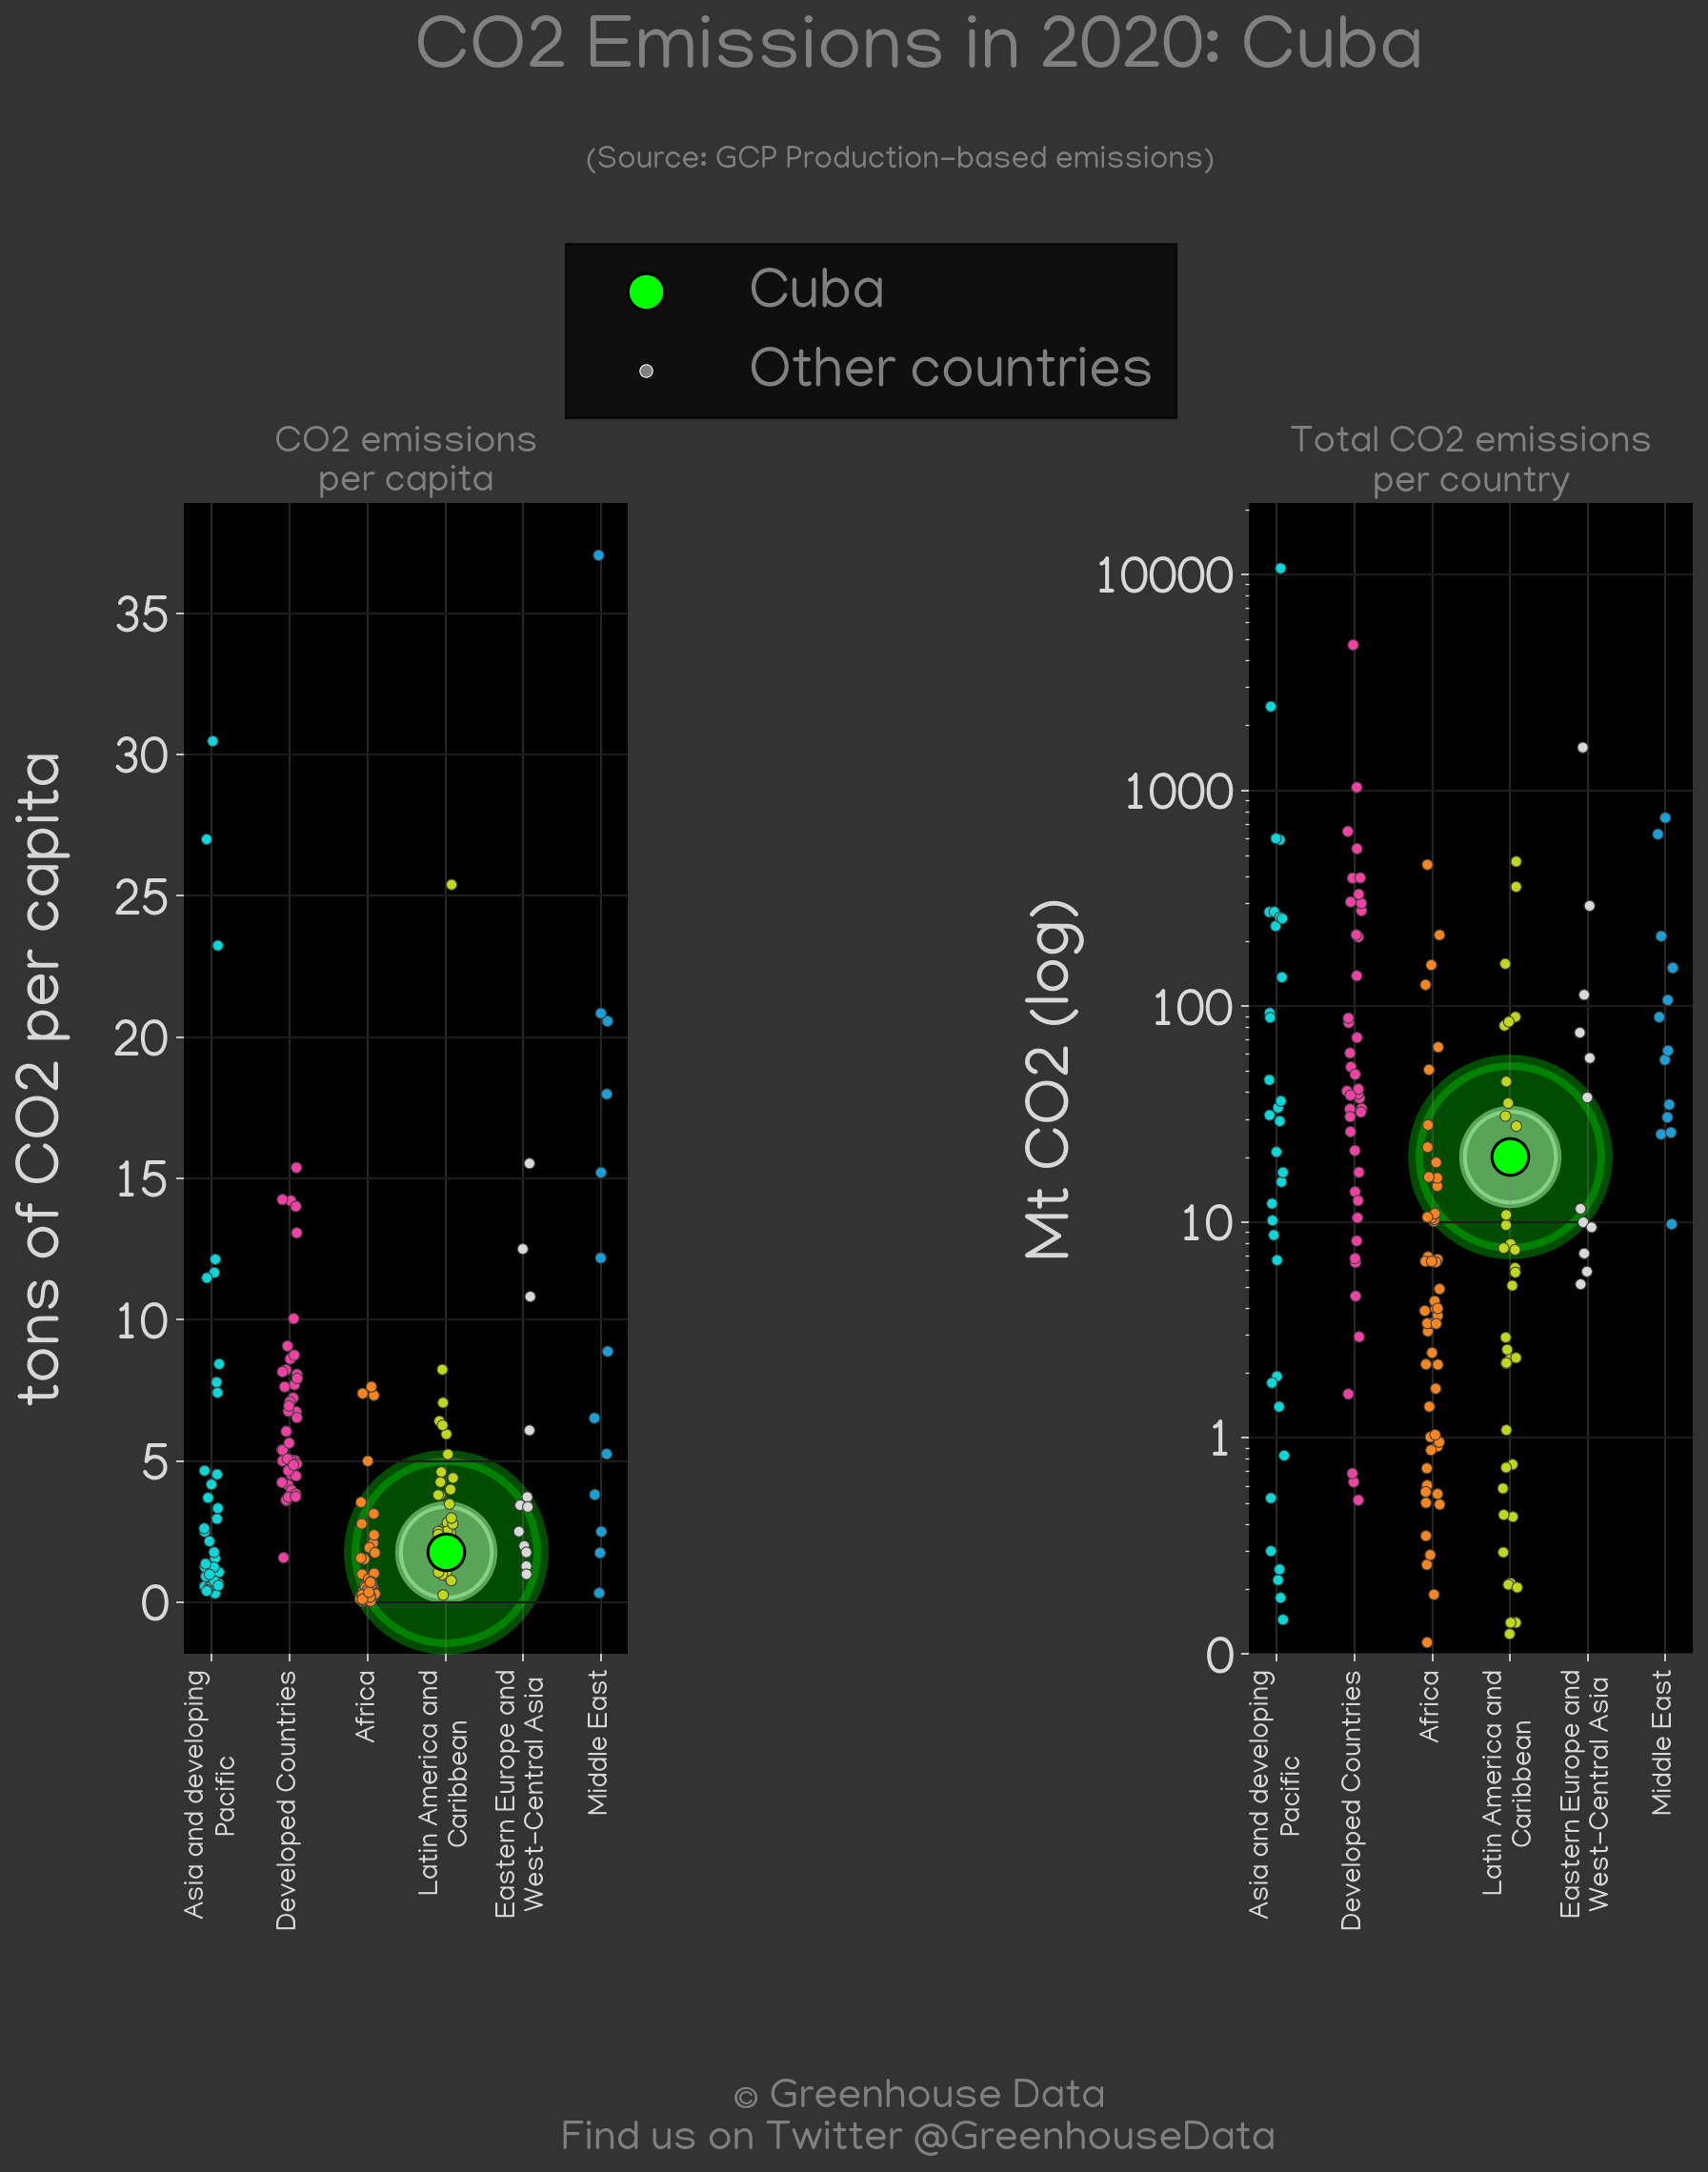 CO2 Emissions in 2020: Cuba
(Source: GCP Production-based emissions)
Cuba
Other countries
CO2 emissions
per capita
tons of CO2 per capita
35
30
25
20
15
10
5
0
Asia and developing
Pacific
Developed Countries
Africa
Latin America and
Caribbean
Eastern Europe and
West-Central Asia
Middle East
Total CO2 emissions
per country
Mt CO2 (log)
10000
1000
100
10
1
0
Asia and developing
Pacific
Developed Countries
Africa
Latin America and
Caribbean
Eastern Europe and
West-Central Asia
Middle East
© Greenhouse Data
Find us on Twitter @GreenhouseData